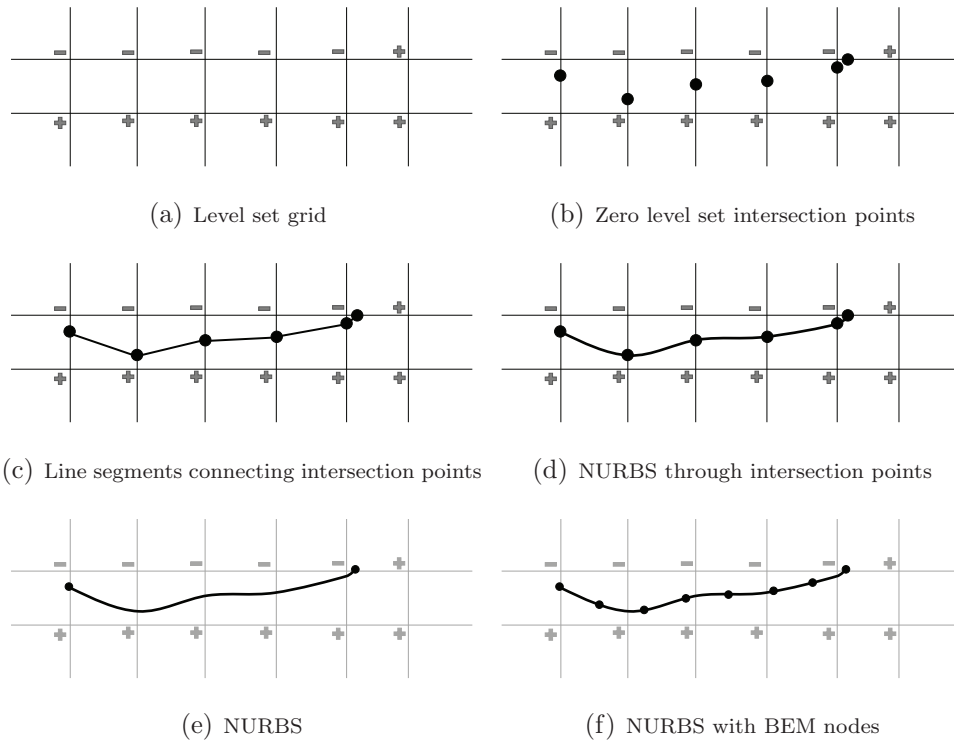 (a) Level set grid
(b) Zero level set intersection points
(c) Line segments connecting intersection points
(d) NURBS through intersection points
(e) NURBS
(f) NURBS with BEM nodes